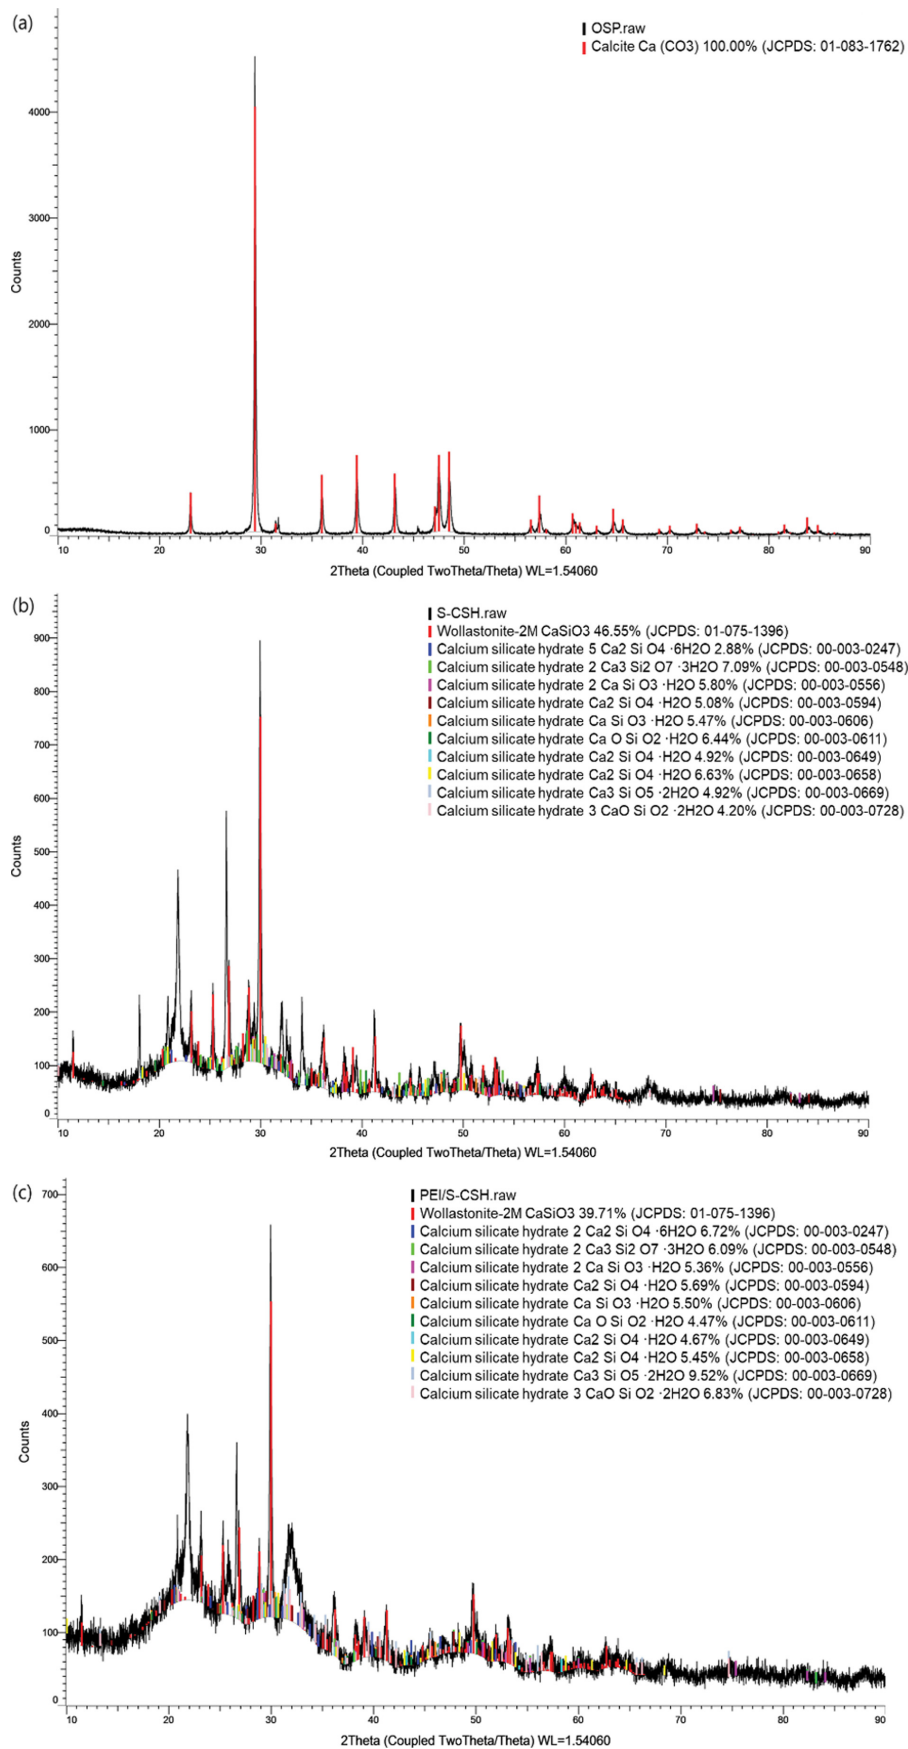 (a)
OSP.raw
Calcite Ca (CO3) 100.00% (JCPDS: 01-083-1762)
4000
3000
2000
1000
0
Counts
10 20 30 40 50 60 70 80 90
2Theta (Coupled TwoTheta/Theta) WL=1.54060
(b)
S-CSH.raw
Wollastonite-2M CaSiO3 46.55% (JCPDS: 01-075-1396)
Calcium silicate hydrate 5 Ca2 Si O4 ·6H2O 2.88% (JCPDS: 00-003-0247)
Calcium silicate hydrate 2 Ca3 Si2 O7 ·3H2O 7.09% (JCPDS: 00-003-0548)
Calcium silicate hydrate 2 Ca Si O3 ·H2O 5.80% (JCPDS: 00-003-0556)
Calcium silicate hydrate Ca2 Si O4 ·H2O 5.08% (JCPDS: 00-003-0594)
Calcium silicate hydrate Ca Si O3 ·H2O 5.47% (JCPDS: 00-003-0606)
Calcium silicate hydrate Ca O Si O2 ·H2O 6.44% (JCPDS: 00-003-0611)
Calcium silicate hydrate Ca2 Si O4 ·H2O 4.92% (JCPDS: 00-003-0649)
Calcium silicate hydrate Ca2 Si O4 ·H2O 6.63% (JCPDS: 00-003-0658)
Calcium silicate hydrate Ca3 Si O5 ·2H2O 4.92% (JCPDS: 00-003-0669)
Calcium silicate hydrate 3 CaO Si O2 ·2H2O 4.20% (JCPDS: 00-003-0728)
900
800
700
600
500
400
300
200
100
0
Counts
10 20 30 40 50 60 70 80 90
2Theta (Coupled TwoTheta/Theta) WL=1.54060
(c)
PEI/S-CSH.raw
Wollastonite-2M CaSiO3 39.71% (JCPDS: 01-075-1396)
Calcium silicate hydrate 2 Ca2 Si O4 ·6H2O 6.72% (JCPDS: 00-003-0247)
Calcium silicate hydrate 2 Ca3 Si2 O7 ·3H2O 6.09% (JCPDS: 00-003-0548)
Calcium silicate hydrate 2 Ca Si O3 ·H2O 5.36% (JCPDS: 00-003-0556)
Calcium silicate hydrate Ca2 Si O4 ·H2O 5.69% (JCPDS: 00-003-0594)
Calcium silicate hydrate Ca Si O3 ·H2O 5.50% (JCPDS: 00-003-0606)
Calcium silicate hydrate Ca O Si O2 ·H2O 4.47% (JCPDS: 00-003-0611)
Calcium silicate hydrate Ca2 Si O4 ·H2O 4.67% (JCPDS: 00-003-0649)
Calcium silicate hydrate Ca2 Si O4 ·H2O 5.45% (JCPDS: 00-003-0658)
Calcium silicate hydrate Ca3 Si O5 ·2H2O 9.52% (JCPDS: 00-003-0669)
Calcium silicate hydrate 3 CaO Si O2 ·2H2O 6.83% (JCPDS: 00-003-0728)
700
600
500
400
300
200
100
0
Counts
10 20 30 40 50 60 70 80 90
2Theta (Coupled TwoTheta/Theta) WL=1.54060